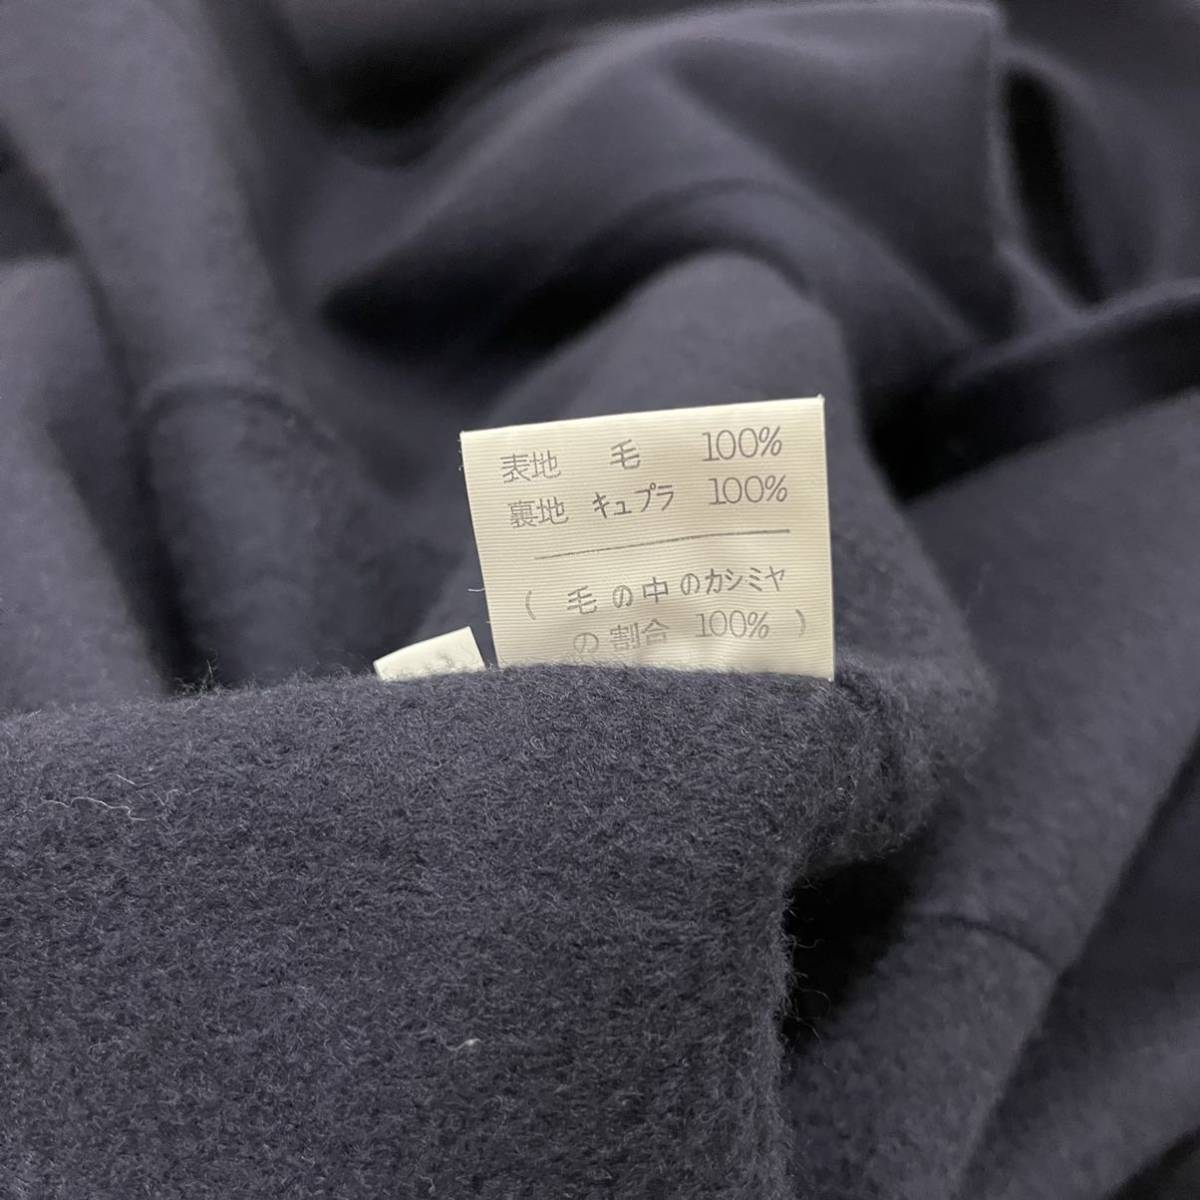 表地 毛 100%
裏地 キュプラ 100%
( 毛の中のカシミヤ
の割合 100% )